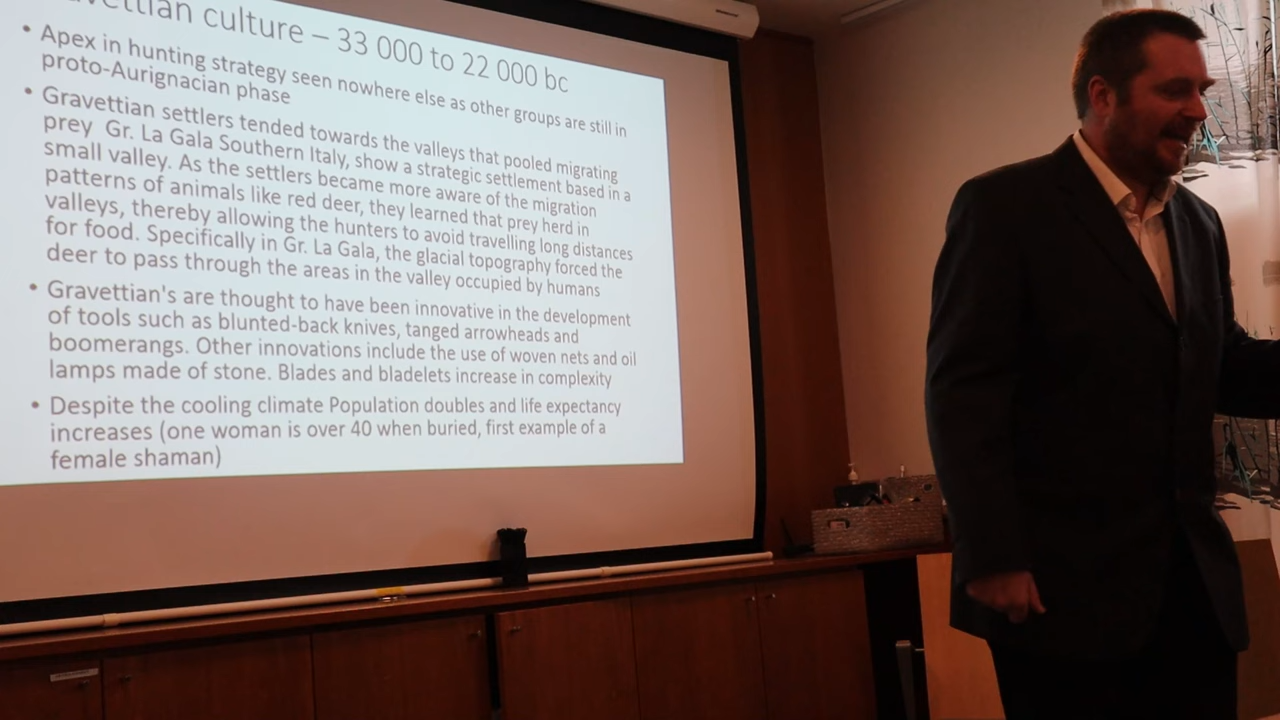 vettian culture – 33 000 to 22 000 bc
• Apex in hunting strategy seen nowhere else as other groups are still in
proto-Aurignacian phase
• Gravettian settlers tended towards the valleys that pooled migrating
prey Gr. La Gala Southern Italy, show a strategic settlement based in a
small valley. As the settlers became more aware of the migration
patterns of animals like red deer, they learned that prey herd in
valleys, thereby allowing the hunters to avoid travelling long distances
for food. Specifically in Gr. La Gala, the glacial topography forced the
deer to pass through the areas in the valley occupied by humans
• Gravettian's are thought to have been innovative in the development
of tools such as blunted-back knives, tanged arrowheads and
boomerangs. Other innovations include the use of woven nets and oil
lamps made of stone. Blades and bladelets increase in complexity
• Despite the cooling climate Population doubles and life expectancy
increases (one woman is over 40 when buried, first example of a
female shaman)